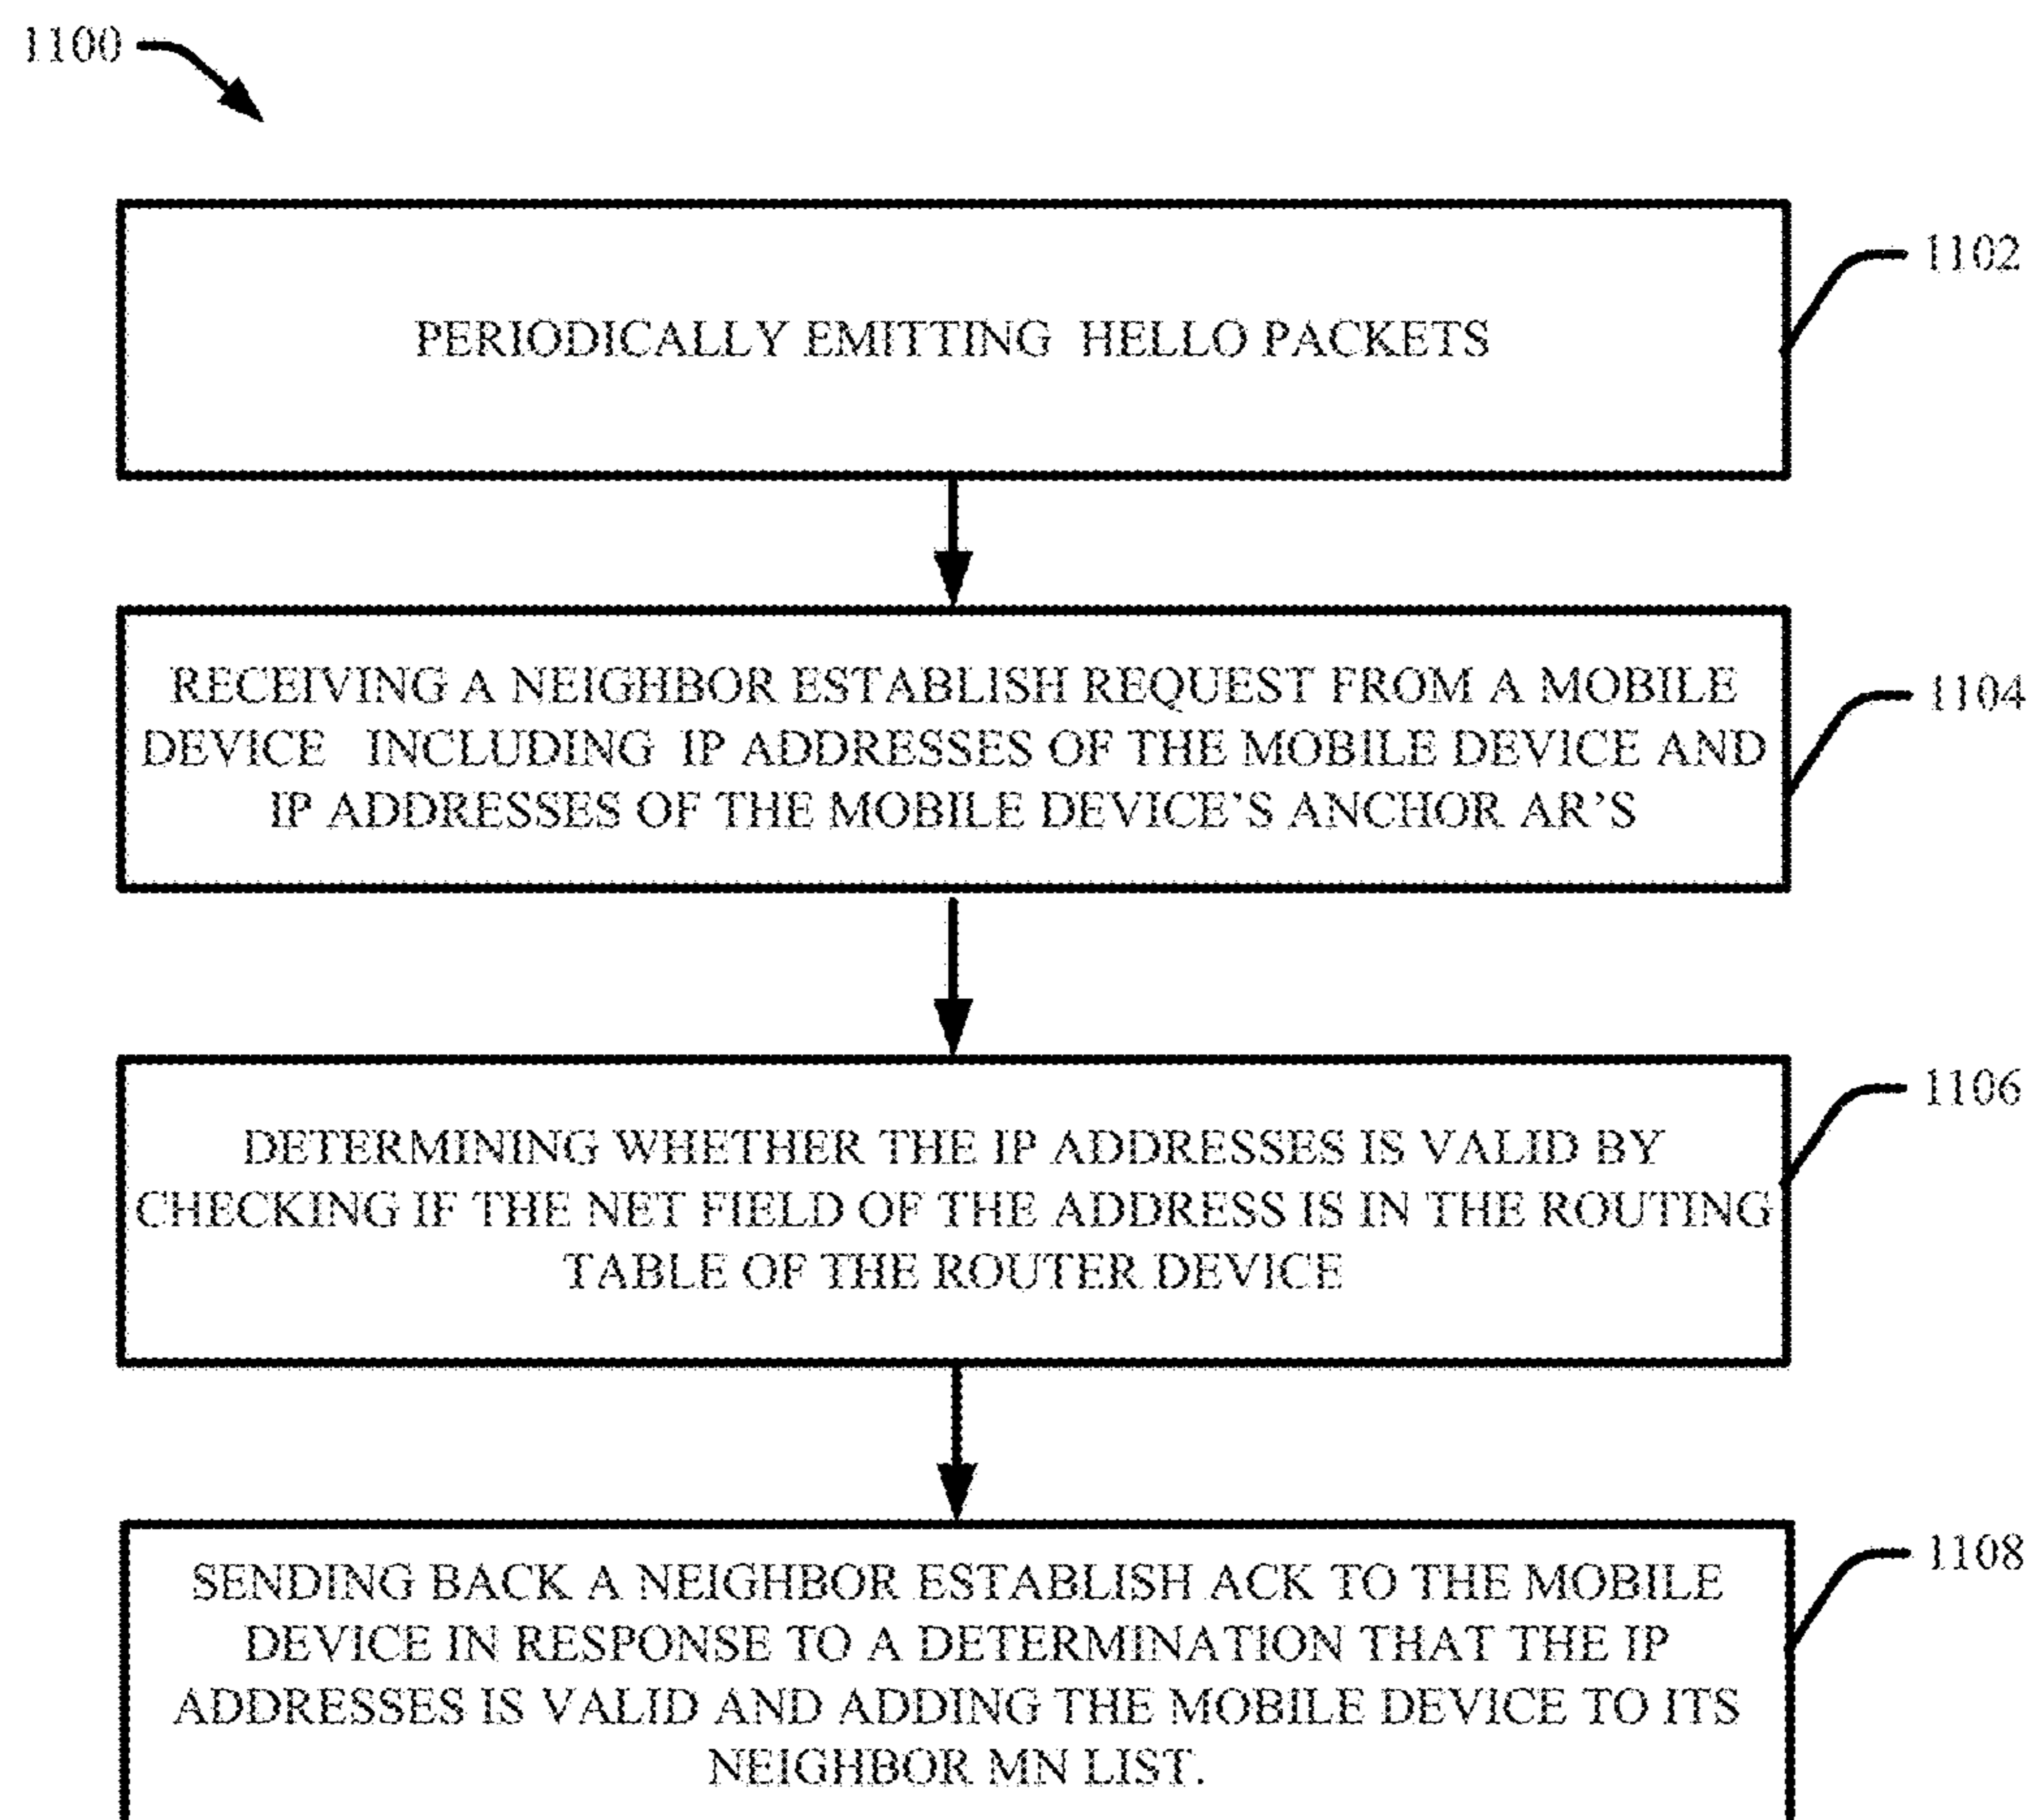 1100
1102
PERIODICALLY EMITTING HELLO PACKETS
1104
RECEIVING A NEIGHBOR ESTABLISH REQUEST FROM A MOBILE
DEVICE INCLUDING IP ADDRESSES OF THE MOBILE DEVICE AND
IP ADDRESSES OF THE MOBILE DEVICE'S ANCHOR AR'S
1106
DETERMINING WHETHER THE IP ADDRESSES IS VALID BY
CHECKING IF THE NET FIELD OF THE ADDRESS IS IN THE ROUTING
TABLE OF THE ROUTER DEVICE
1108
SENDING BACK A NEIGHBOR ESTABLISH ACK TO THE MOBILE
DEVICE IN RESPONSE TO A DETERMINATION THAT THE IP
ADDRESSES IS VALID AND ADDING THE MOBILE DEVICE TO ITS
NEIGHBOR MN LIST.